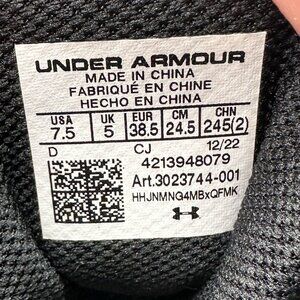 UNDER ARMOUR
MADE IN CHINA
FABRIQUÉ EN CHINE
HECHO EN CHINA
USA UK EUR CM CHN
7.5 5 38.5 24.5 245(2)
D CJ 12/22
4213948079
Art.3023744-001
HHJNMNG4MBxQFMK